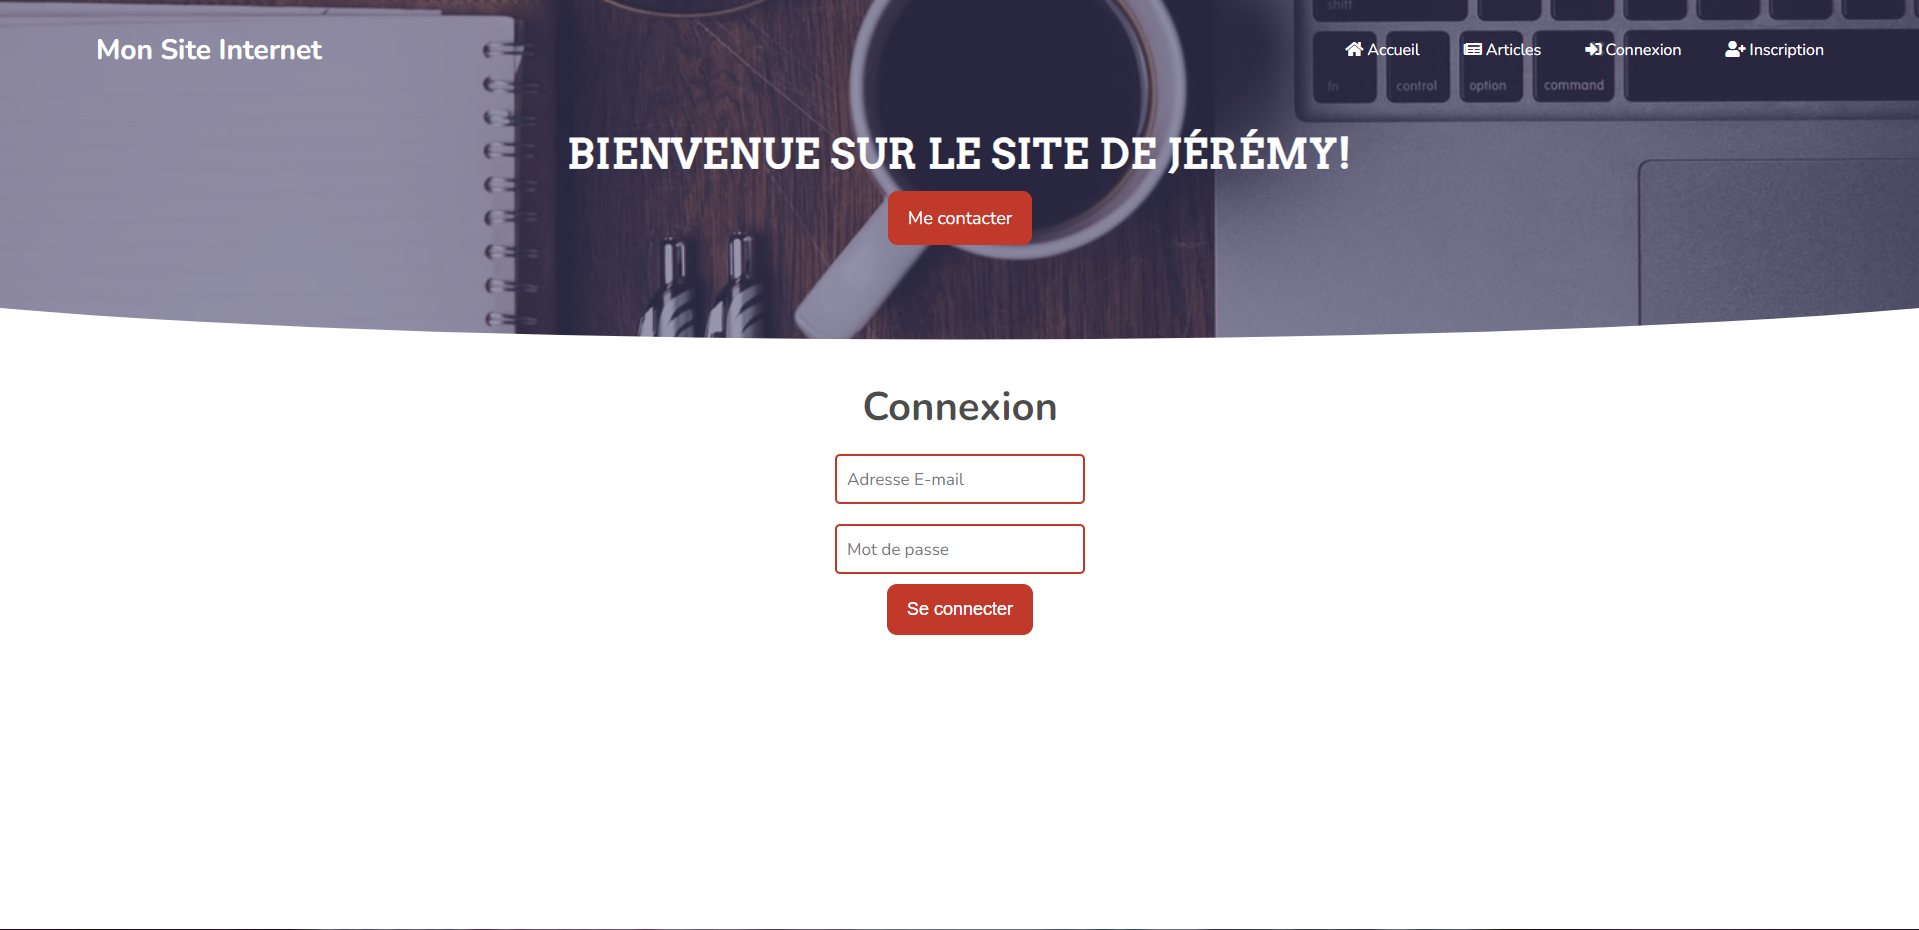 shift
Mon Site Internet
Accueil Articles Connexion Inscription
fn control option command
BIENVENUE SUR LE SITE DE JÉRÉMY!
Me contacter
Connexion
Adresse E-mail
Mot de passe
Se connecter